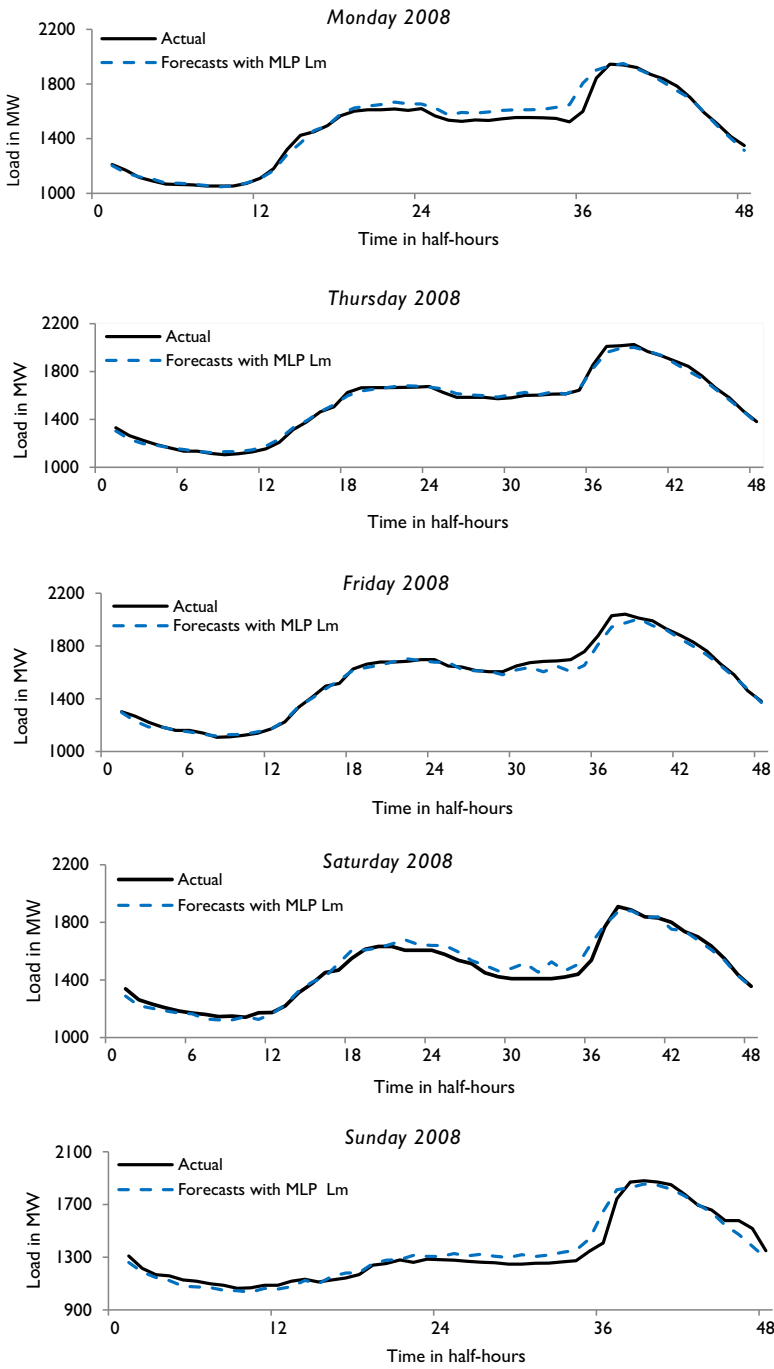 Monday 2008
2200
Actual
Forecasts with MLP Lm
1800
1400
1000
Load in MW
0 12 24 36 48
Time in half-hours
Thursday 2008
2200
Actual
Forecasts with MLP Lm
1800
1400
1000
Load in MW
0 6 12 18 24 30 36 42 48
Time in half-hours
Friday 2008
2200
Actual
Forecasts with MLP Lm
1800
1400
1000
Load in MW
0 6 12 18 24 30 36 42 48
Time in half-hours
Saturday 2008
2200
Actual
Forecasts with MLP Lm
1800
1400
1000
Load in MW
0 6 12 18 24 30 36 42 48
Time in half-hours
Sunday 2008
2100
Actual
Forecasts with MLP Lm
1700
1300
900
Load in MW
0 12 24 36 48
Time in half-hours